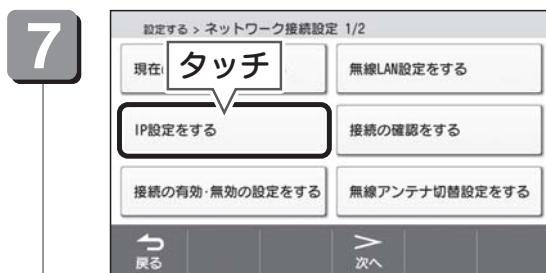 7
設定する > ネットワーク接続設定 1/2
現在
タッチ
無線LAN設定をする
IP設定をする
接続の確認をする
接続の有効・無効の設定をする
無線アンテナ切替設定をする
戻る
次へ